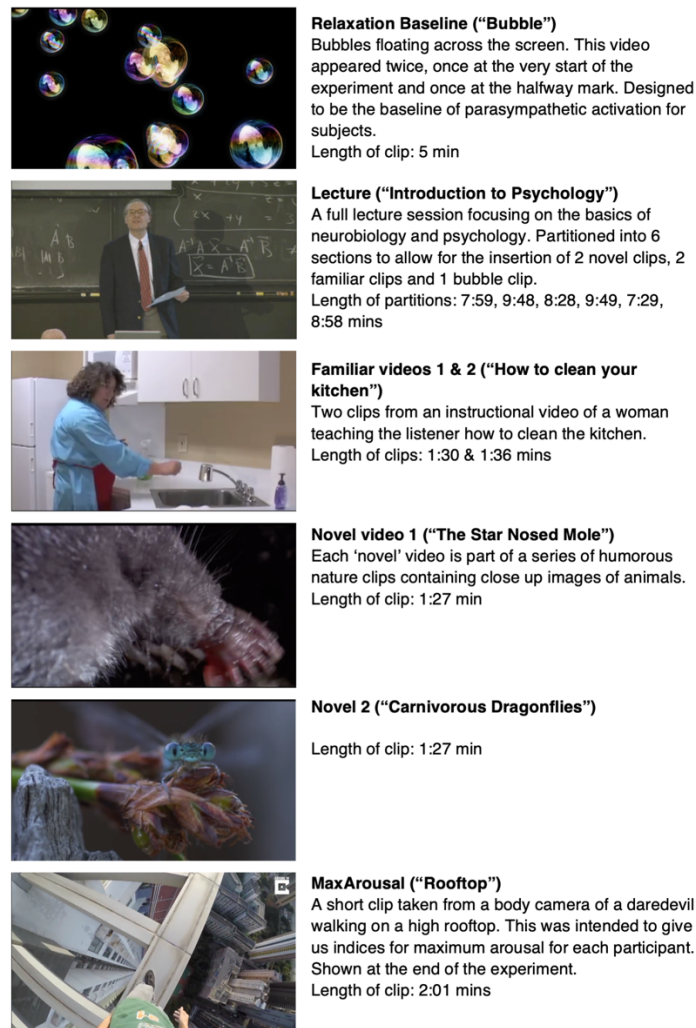 Relaxation Baseline (“Bubble”)
Bubbles floating across the screen. This video
appeared twice, once at the very start of the
experiment and once at the halfway mark. Designed
to be the baseline of parasympathetic activation for
subjects.
Length of clip: 5 min
Lecture (“Introduction to Psychology”)
A full lecture session focusing on the basics of
neurobiology and psychology. Partitioned into 6
sections to allow for the insertion of 2 novel clips, 2
familiar clips and 1 bubble clip.
Length of partitions: 7:59, 9:48, 8:28, 9:49, 7:29,
8:58 mins
Familiar videos 1 & 2 (“How to clean your
kitchen”)
Two clips from an instructional video of a woman
teaching the listener how to clean the kitchen.
Length of clips: 1:30 & 1:36 mins
Novel video 1 (“The Star Nosed Mole”)
Each ‘novel’ video is part of a series of humorous
nature clips containing close up images of animals.
Length of clip: 1:27 min
Novel 2 (“Carnivorous Dragonflies”)
Length of clip: 1:27 min
MaxArousal (“Rooftop”)
A short clip taken from a body camera of a daredevil
walking on a high rooftop. This was intended to give
us indices for maximum arousal for each participant.
Shown at the end of the experiment.
Length of clip: 2:01 mins